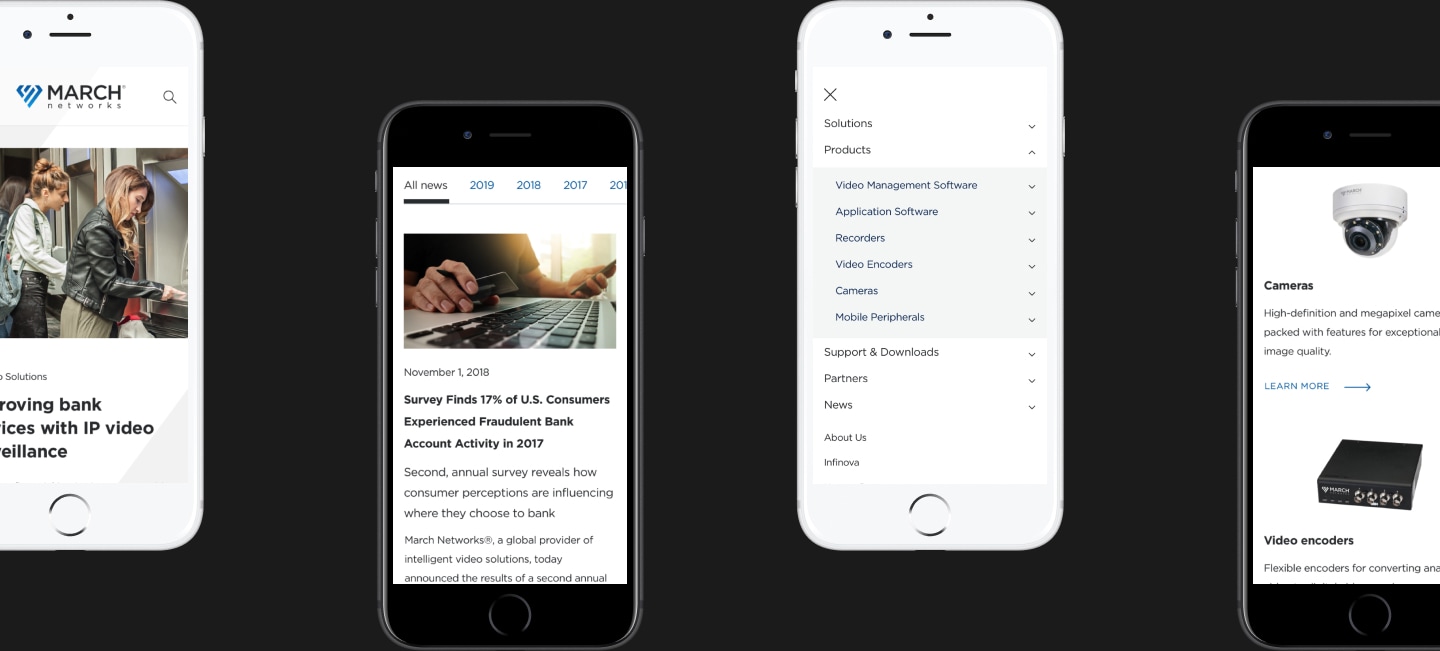 MARCH®
networks
Solutions
roving bank
ices with IP video
eillance
All news 2019 2018 2017 201
November 1, 2018
Survey Finds 17% of U.S. Consumers
Experienced Fraudulent Bank
Account Activity in 2017
Second, annual survey reveals how
consumer perceptions are influencing
where they choose to bank
March Networks®, a global provider of
intelligent video solutions, today
announced the results of a second annual
Solutions
Products
Video Management Software
Application Software
Recorders
Video Encoders
Cameras
Mobile Peripherals
Support & Downloads
Partners
News
About Us
Infinova
MARCH
Cameras
High-definition and megapixel came
packed with features for exceptional
image quality.
LEARN MORE
MARCH
Video encoders
Flexible encoders for converting ana